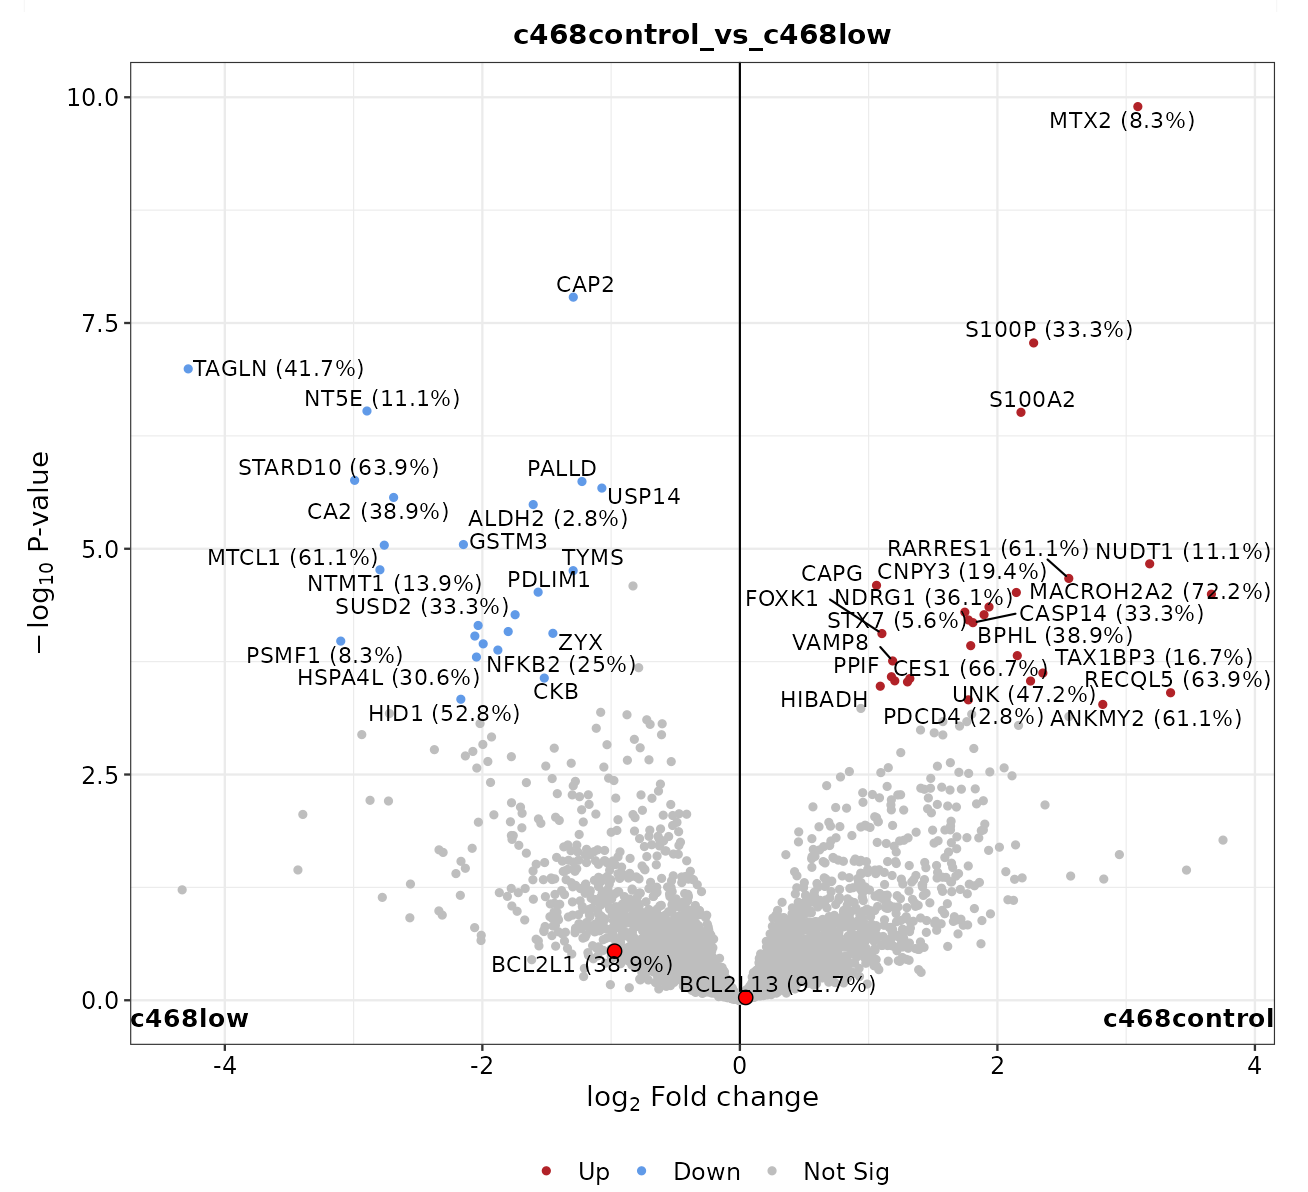 c468control_vs_c468low
10.0
MTX2 (8.3%)
CAP2
7.5
S100P (33.3%)
TAGLN (41.7%)
NT5E (11.1%)
S100A2
STARD10 (63.9%)
PALLD
USP14
CA2 (38.9%)
ALDH2 (2.8%)
GSTM3
5.0
RARRES1 (61.1%)
NUDT1 (11.1%)
MTCL1 (61.1%)
TYMS
CAPG
CNPY3 (19.4%)
NTMT1 (13.9%)
PDLIM1
MACROH2A2 (72.2%)
FOXK1
NDRG1 (36.1%)
SUSD2 (33.3%)
CASP14 (33.3%)
STX7 (5.6%)
BPHL (38.9%)
ZYX
VAMP8
PSMF1 (8.3%)
NFKB2 (25%)
PPIF
CES1 (66.7%)
TAX1BP3 (16.7%)
HSPA4L (30.6%)
RECQL5 (63.9%)
CKB
HIBADH
UNK (47.2%)
HID1 (52.8%)
PDCD4 (2.8%)
ANKMY2 (61.1%)
2.5
BCL2L1 (38.9%)
BCL2L13 (91.7%)
0.0
c468low
c468control
-4
-2
0
2
4
log2 Fold change
−log10 P-value
Up
Down
Not Sig